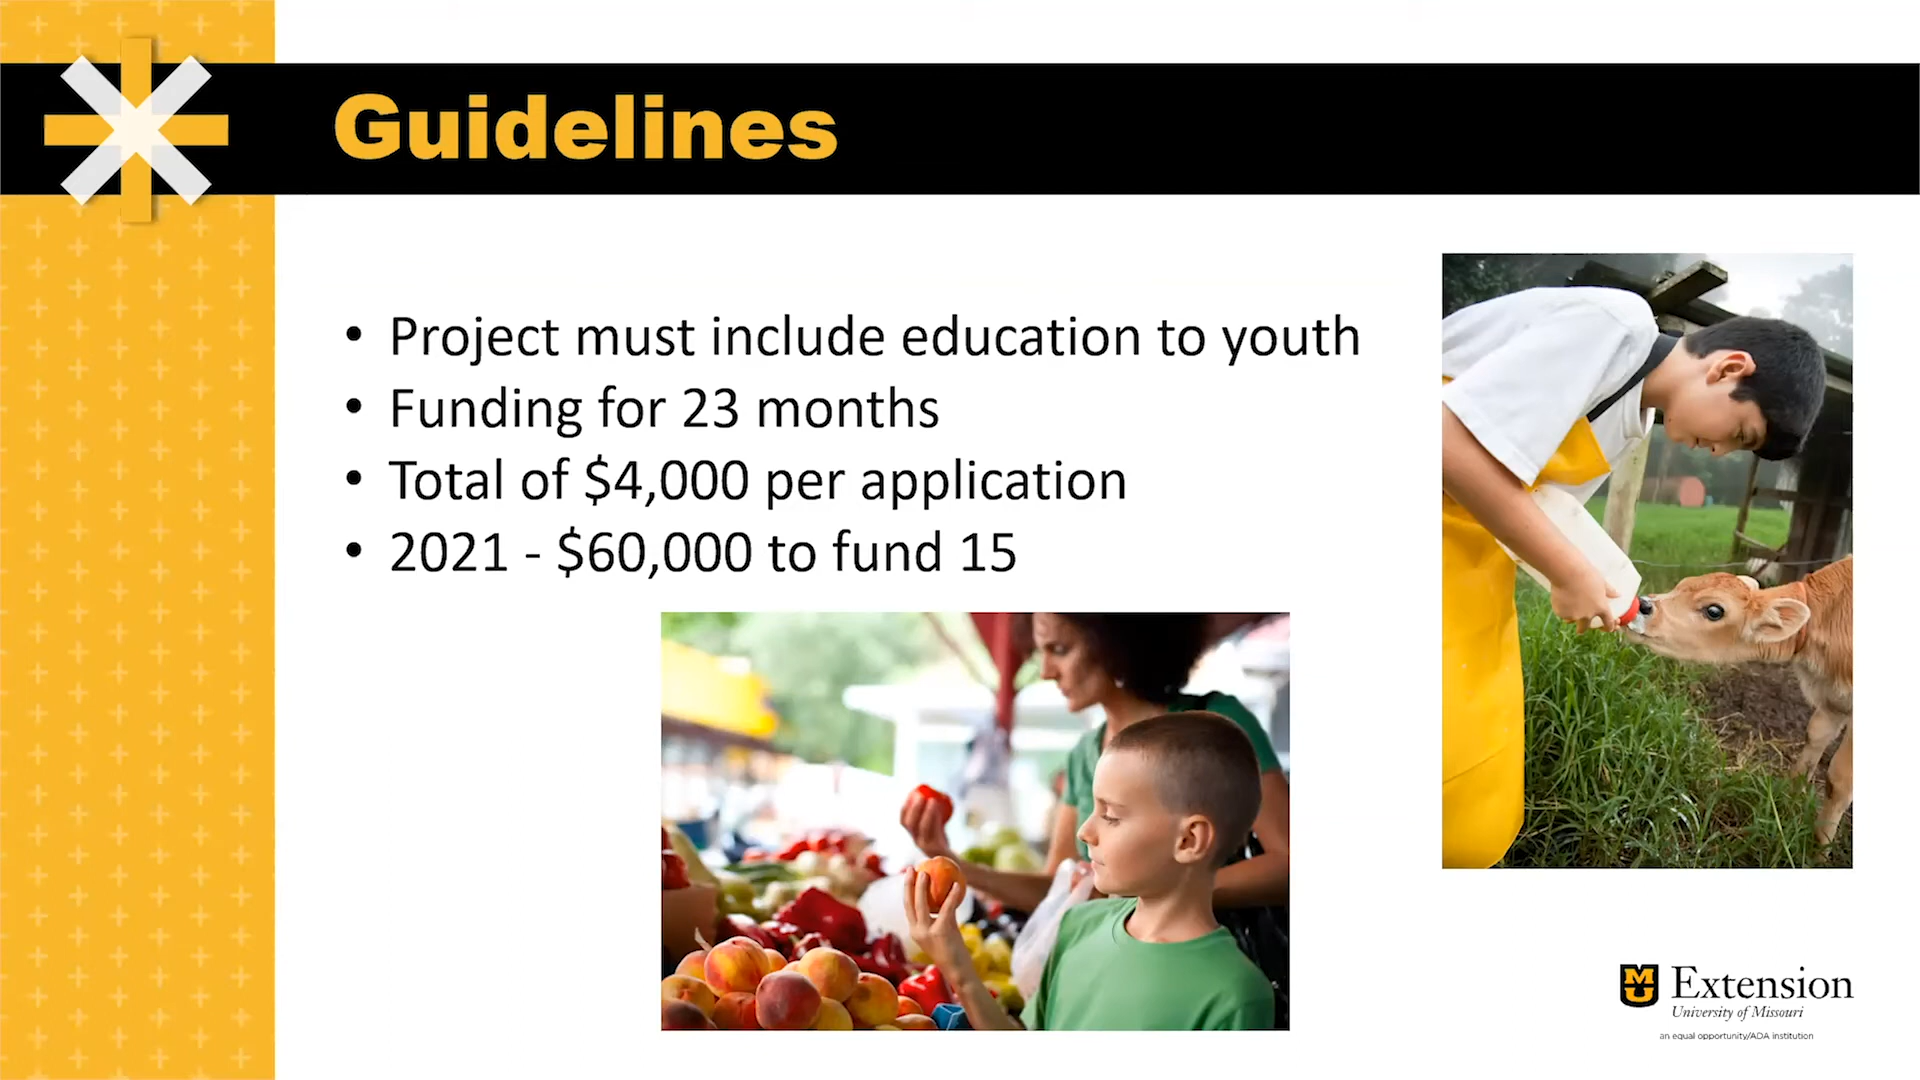 Guidelines
• Project must include education to youth
• Funding for 23 months
• Total of $4,000 per application
• 2021 - $60,000 to fund 15
MU Extension
University of Missouri
an equal opportunity/ADA institution